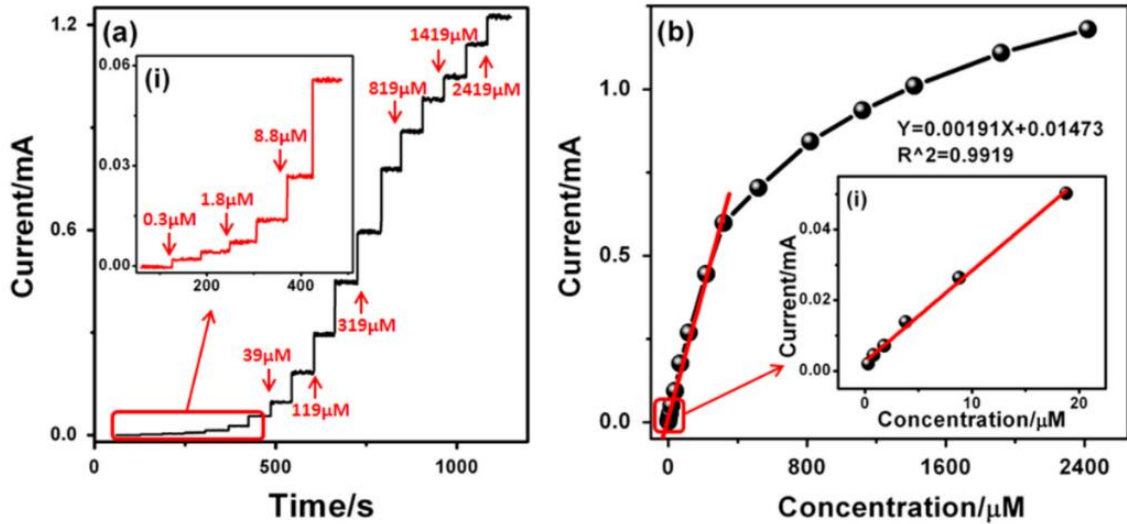 (a)
1.2
0.6
0.0
Current/mA
0
500
1000
Time/s
(i)
0.06
0.03
0.00
200
400
0.3μM
1.8μM
8.8μM
39μM
119μM
319μM
819μM
1419μM
2419μM
(b)
1.0
0.5
0.0
Current/mA
0
800
1600
2400
Concentration/μM
Y=0.00191X+0.01473
R^2=0.9919
(i)
0.04
0.02
0.00
Current/mA
0
10
20
Concentration/μM